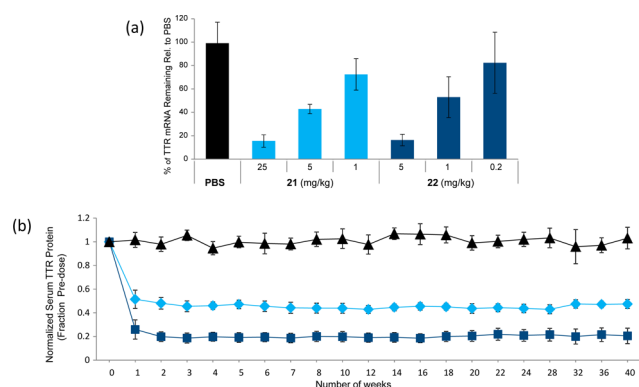 (a)
% of TTR mRNA Remaining Rel. to PBS
120
100
80
60
40
20
0
25 5 1 5 1 0.2
PBS 21 (mg/kg) 22 (mg/kg)
(b)
Normalized Serum TTR Protein
(Fraction Pre-dose)
1.2
1
0.8
0.6
0.4
0.2
0
0 1 2 3 4 5 6 7 8 10 12 14 16 18 20 22 24 28 32 36 40
Number of weeks